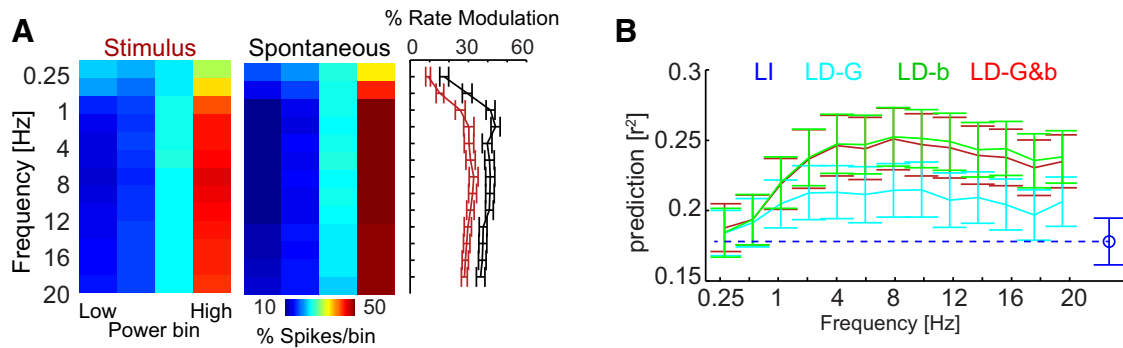 A
Stimulus
Spontaneous
% Rate Modulation
0 30 60
Frequency [Hz]
0.25
1
4
8
12
16
20
Low High
Power bin
10 50
% Spikes/bin
B
LI LD-G LD-b LD-G&b
prediction [r²]
0.3
0.25
0.2
0.15
0.25 1 4 8 12 16 20
Frequency [Hz]